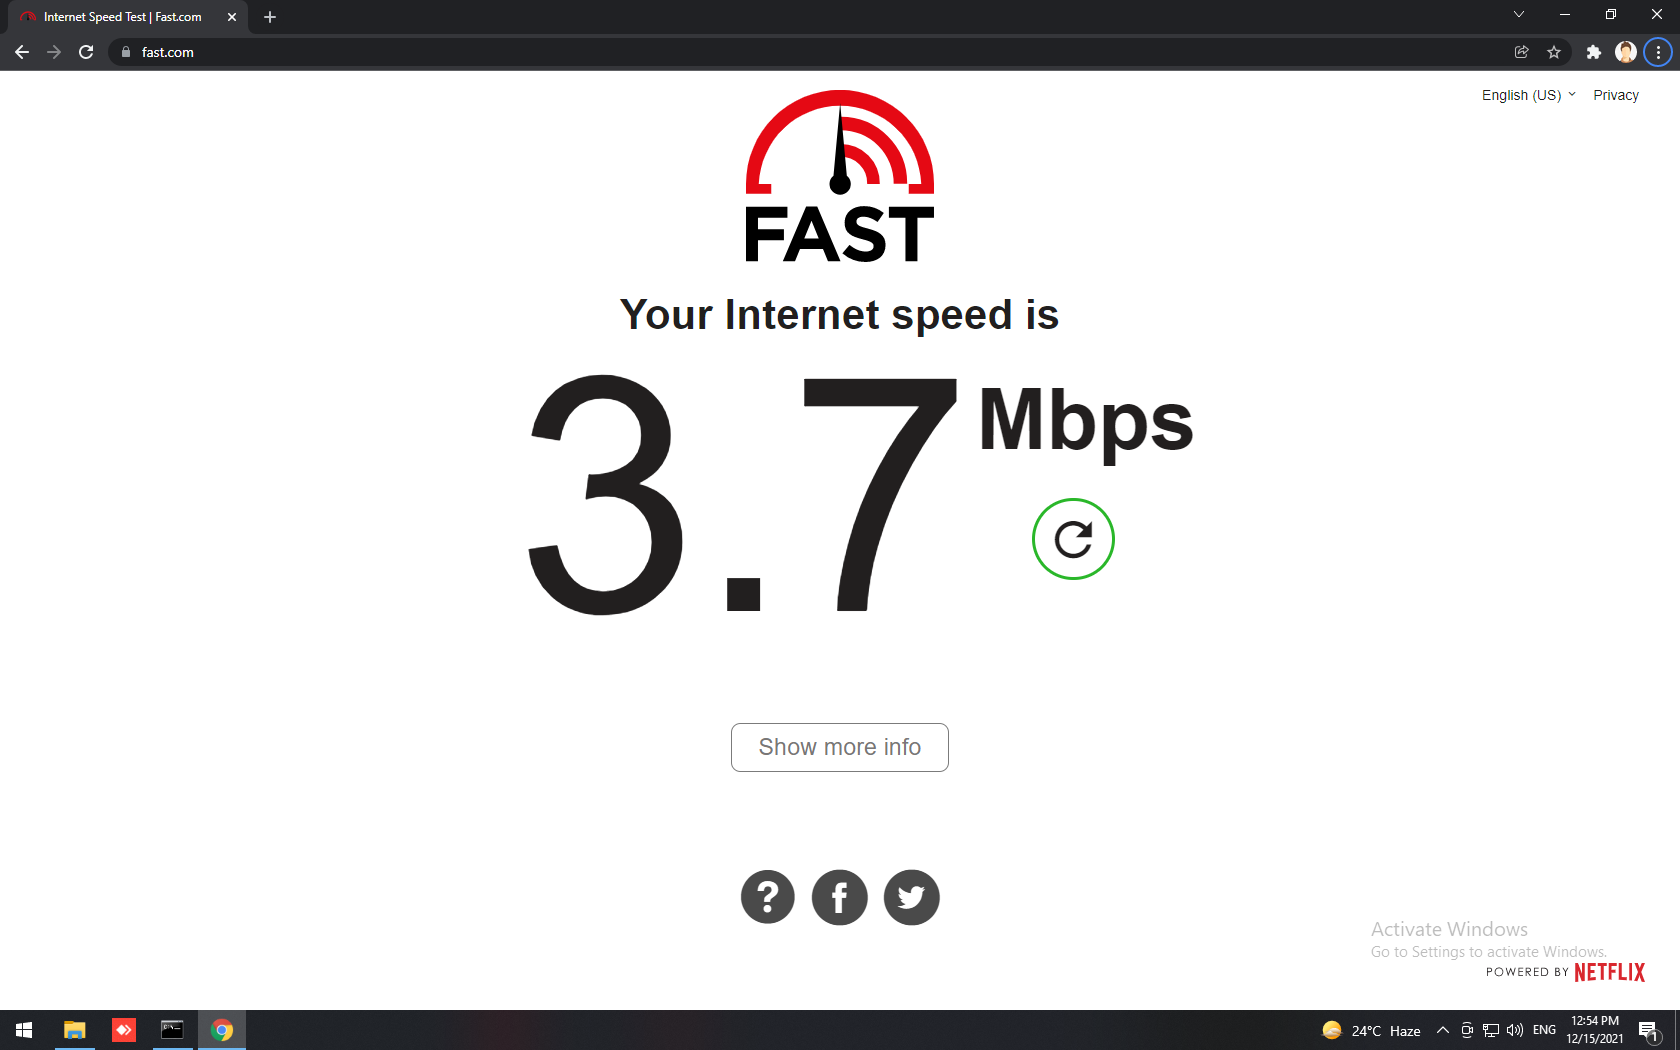 Internet Speed Test | Fast.com
fast.com
English (US) Privacy
FAST
Your Internet speed is
3.7 Mbps
Show more info
Activate Windows
Go to Settings to activate Windows.
POWERED BY NETFLIX
24°C Haze
ENG
12:54 PM
12/15/2021
1